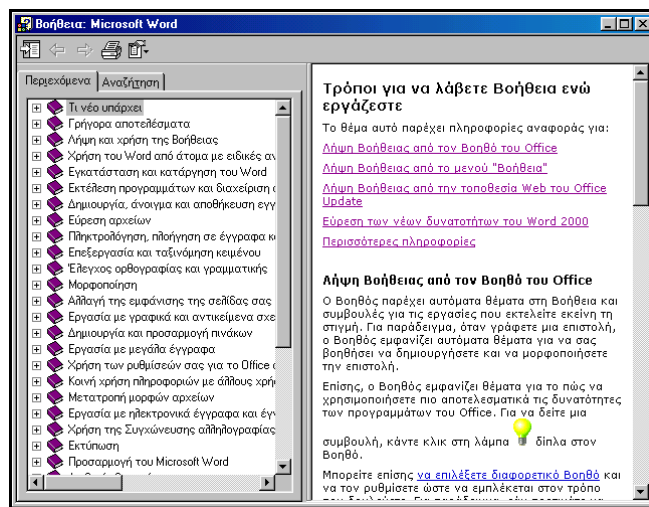 Βοήθεια: Microsoft Word
Περιεχόμενα Αναζήτηση
Τι νέο υπάρχει
Γρήγορα αποτελέσματα
Λήψη και χρήση της Βοήθειας
Χρήση του Word από άτομα με ειδικές αν
Εγκατάσταση και κατάργηση του Word
Εκτέλεση προγραμμάτων και διαχείριση
Δημιουργία, άνοιγμα και αποθήκευση εγγ
Εύρεση αρχείων
Πληκτρολόγηση, πλοήγηση σε έγγραφα κ
Επεξεργασία και ταξινόμηση κειμένου
Έλεγχος ορθογραφίας και γραμματικής
Μορφοποίηση
Αλλαγή της εμφάνισης της σελίδας σας
Εργασία με γραφικά και αντικείμενα σχε
Δημιουργία και προσαρμογή πινάκων
Εργασία με μεγάλα έγγραφα
Χρήση των ρυθμίσεών σας για το Office
Κοινή χρήση πληροφοριών με άλλους χρή
Μετατροπή μορφών αρχείων
Εργασία με ηλεκτρονικά έγγραφα και έγ
Χρήση της Συγχώνευσης αλληλογραφίας
Εκτύπωση
Προσαρμογή του Microsoft Word
Τρόποι για να λάβετε Βοήθεια ενώ
εργάζεστε
Το θέμα αυτό παρέχει πληροφορίες αναφοράς για:
Λήψη Βοήθειας από τον Βοηθό του Office
Λήψη Βοήθειας από το μενού "Βοήθεια"
Λήψη Βοήθειας από την τοποθεσία Web του Office
Update
Εύρεση των νέων δυνατοτήτων του Word 2000
Περισσότερες πληροφορίες
Λήψη Βοήθειας από τον Βοηθό του Office
Ο Βοηθός παρέχει αυτόματα θέματα στη Βοήθεια και
συμβουλές για τις εργασίες που εκτελείτε εκείνη τη
στιγμή. Για παράδειγμα, όταν γράφετε μια επιστολή,
ο Βοηθός εμφανίζει αυτόματα θέματα για να σας
βοηθήσει να δημιουργήσετε και να μορφοποιήσετε
την επιστολή.
Επίσης, ο Βοηθός εμφανίζει θέματα για το πώς να
χρησιμοποιήσετε πιο αποτελεσματικά τις δυνατότητες
των προγραμμάτων του Office. Για να δείτε μια
συμβουλή, κάντε κλικ στη λάμπα δίπλα στον
Βοηθό.
Μπορείτε επίσης να επιλέξετε διαφορετικό Βοηθό και
να τον ρυθμίσετε ώστε να εμπλέκεται στον τρόπο